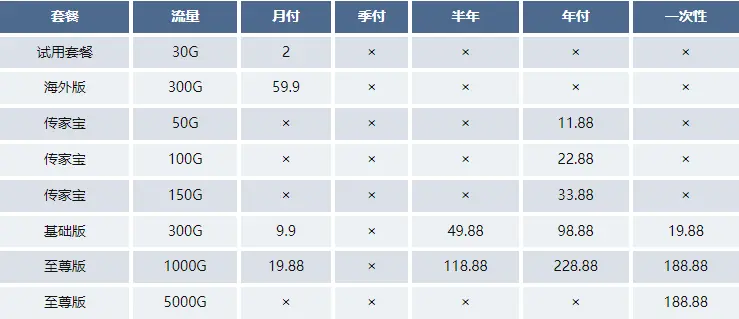 套餐 流量 月付 季付 半年 年付 一次性
试用套餐 30G 2 × × × ×
海外版 300G 59.9 × × × ×
传家宝 50G × × × 11.88 ×
传家宝 100G × × × 22.88 ×
传家宝 150G × × × 33.88 ×
基础版 300G 9.9 × 49.88 98.88 19.88
至尊版 1000G 19.88 × 118.88 228.88 188.88
至尊版 5000G × × × × 188.88